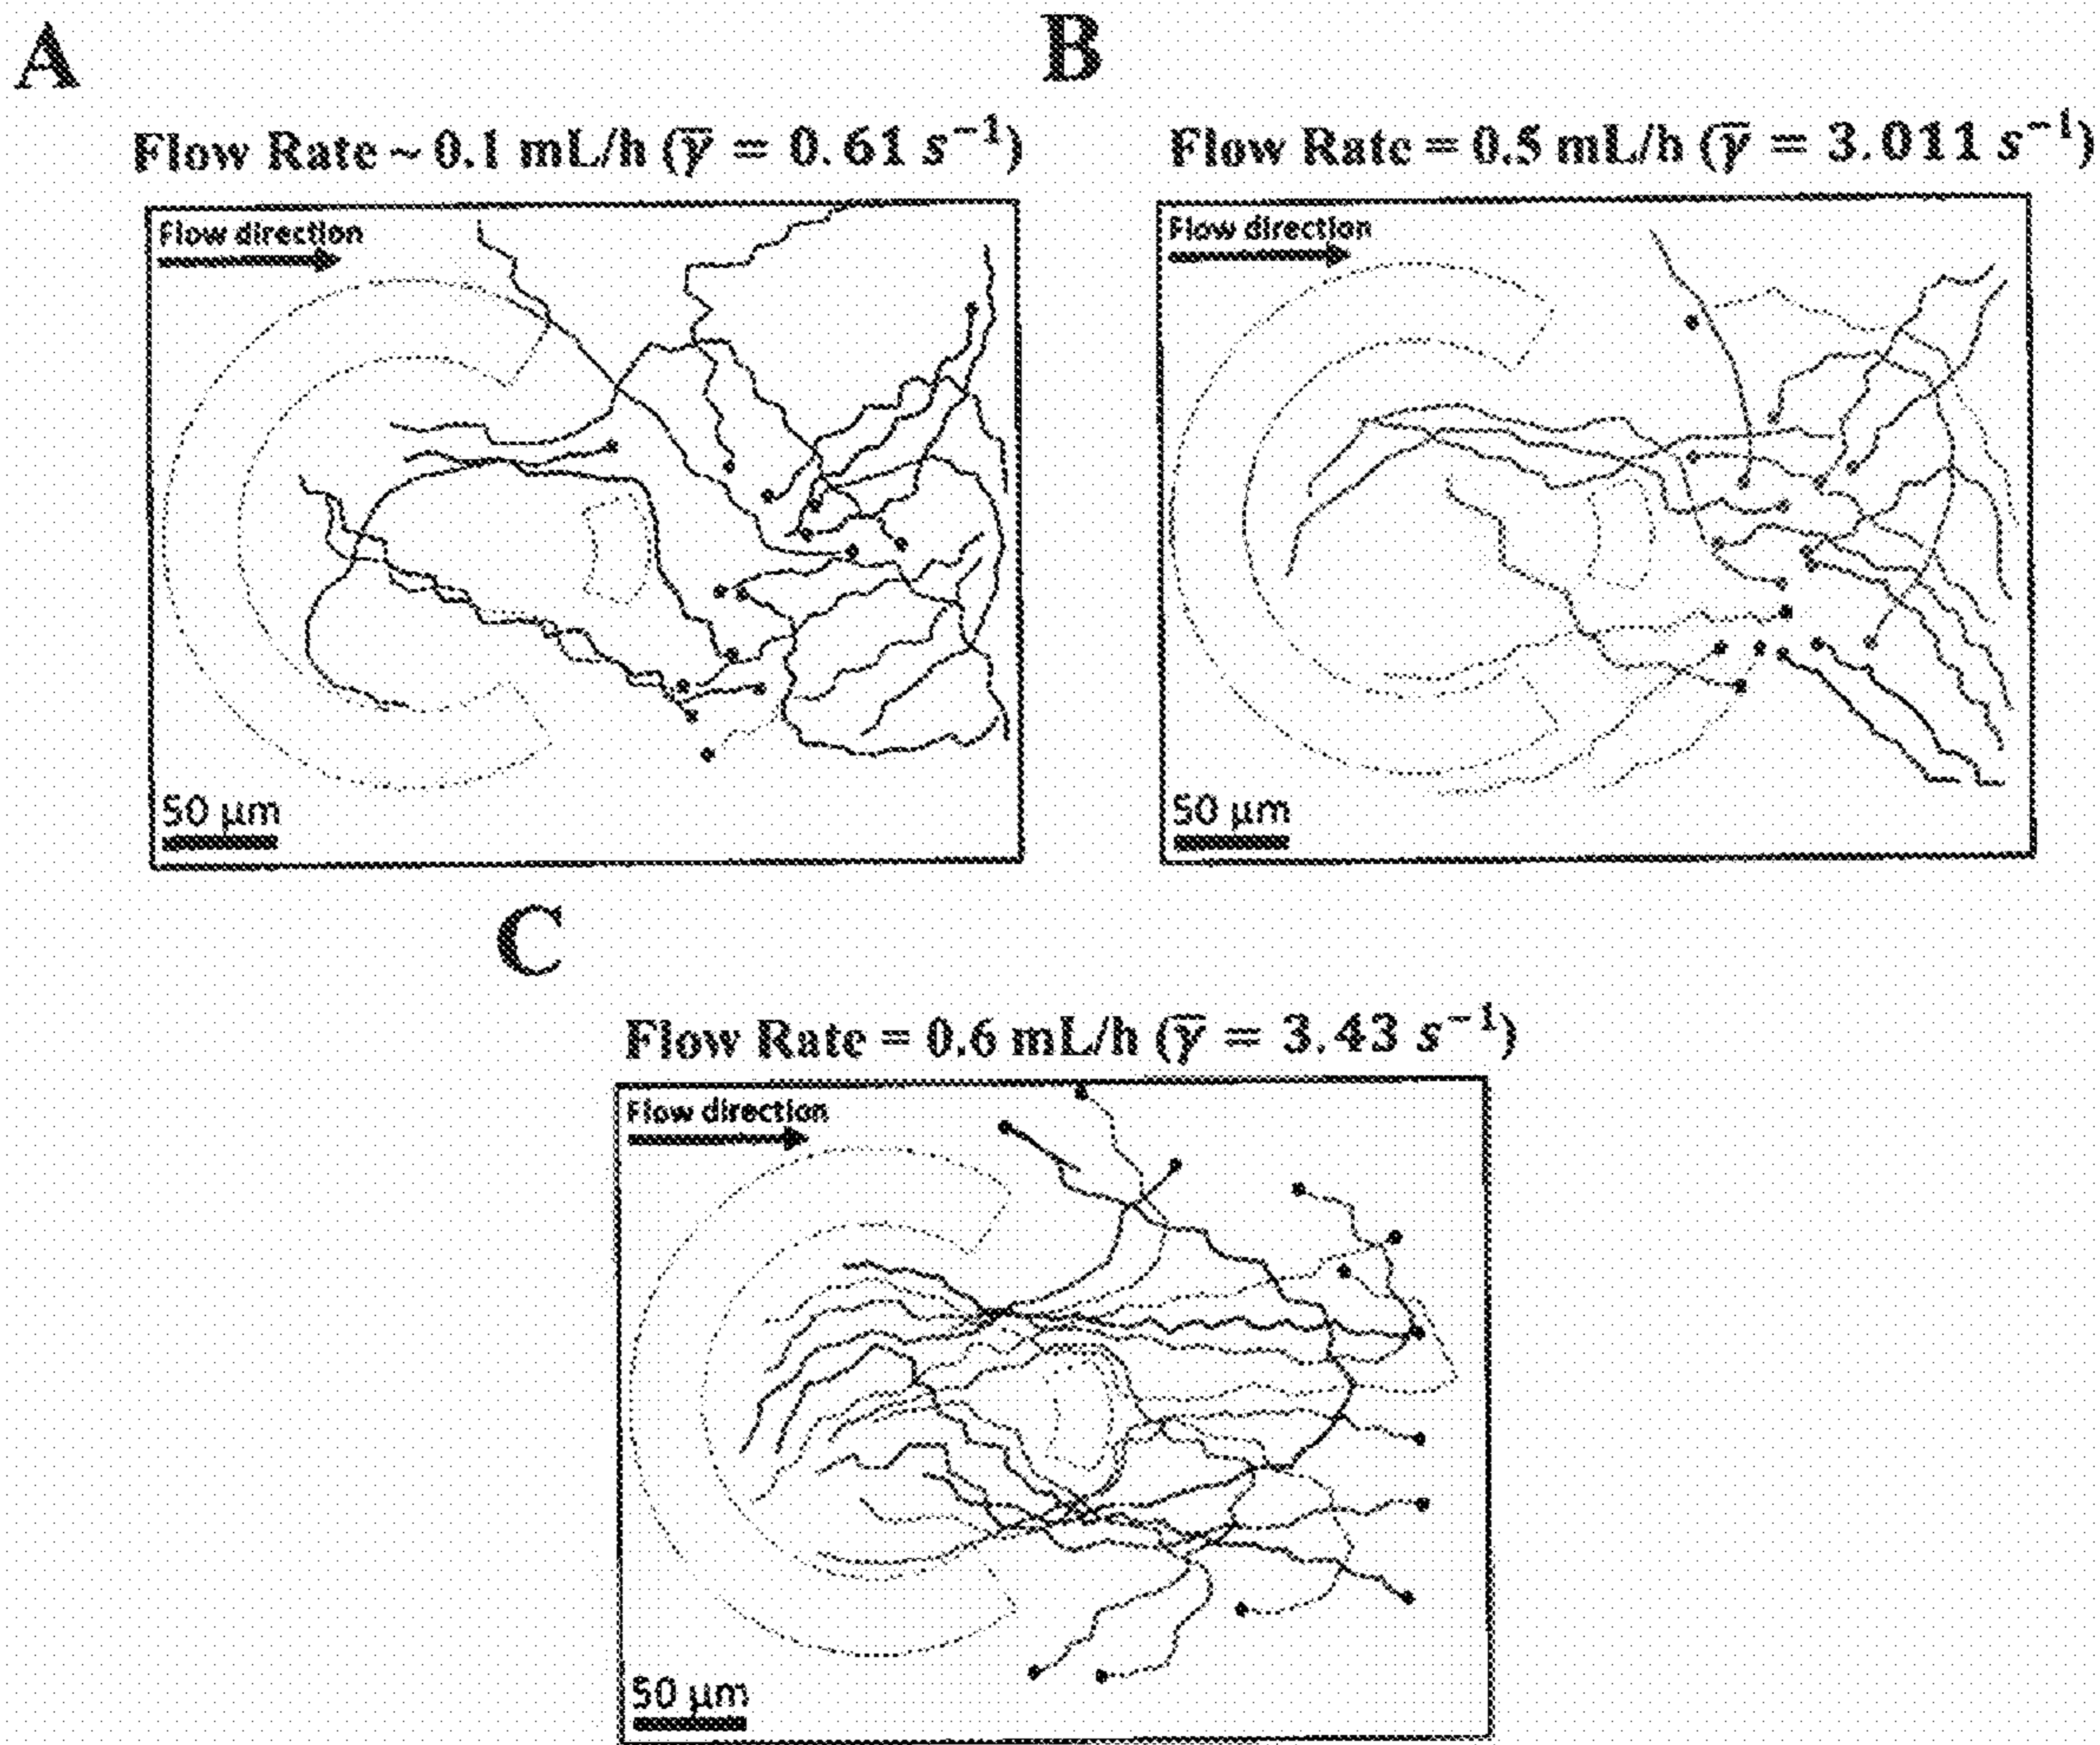 A
B
Flow Rate ~ 0.1 mL/h (γ̅ = 0.61 s⁻¹)
Flow Rate = 0.5 mL/h (γ̅ = 3.011 s⁻¹)
Flow direction
Flow direction
50 μm
50 μm
C
Flow Rate = 0.6 mL/h (γ̅ = 3.43 s⁻¹)
Flow direction
50 μm